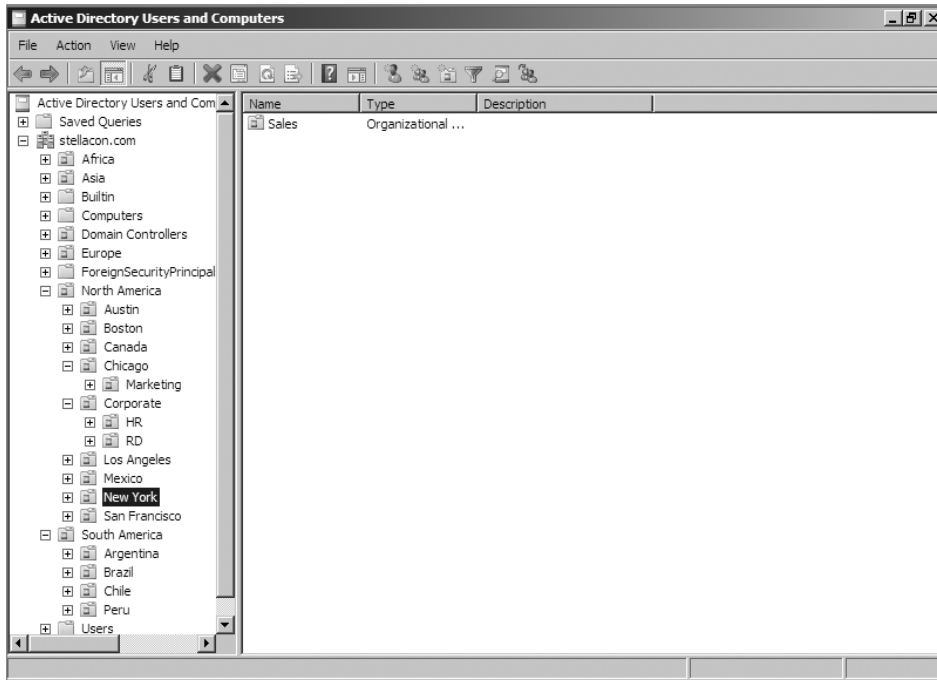 Active Directory Users and Computers
File Action View Help
Active Directory Users and Com
Name Type Description
Saved Queries
Sales Organizational ...
stellacon.com
Africa
Asia
Builtin
Computers
Domain Controllers
Europe
ForeignSecurityPrincipal
North America
Austin
Boston
Canada
Chicago
Marketing
Corporate
HR
RD
Los Angeles
Mexico
New York
San Francisco
South America
Argentina
Brazil
Chile
Peru
Users